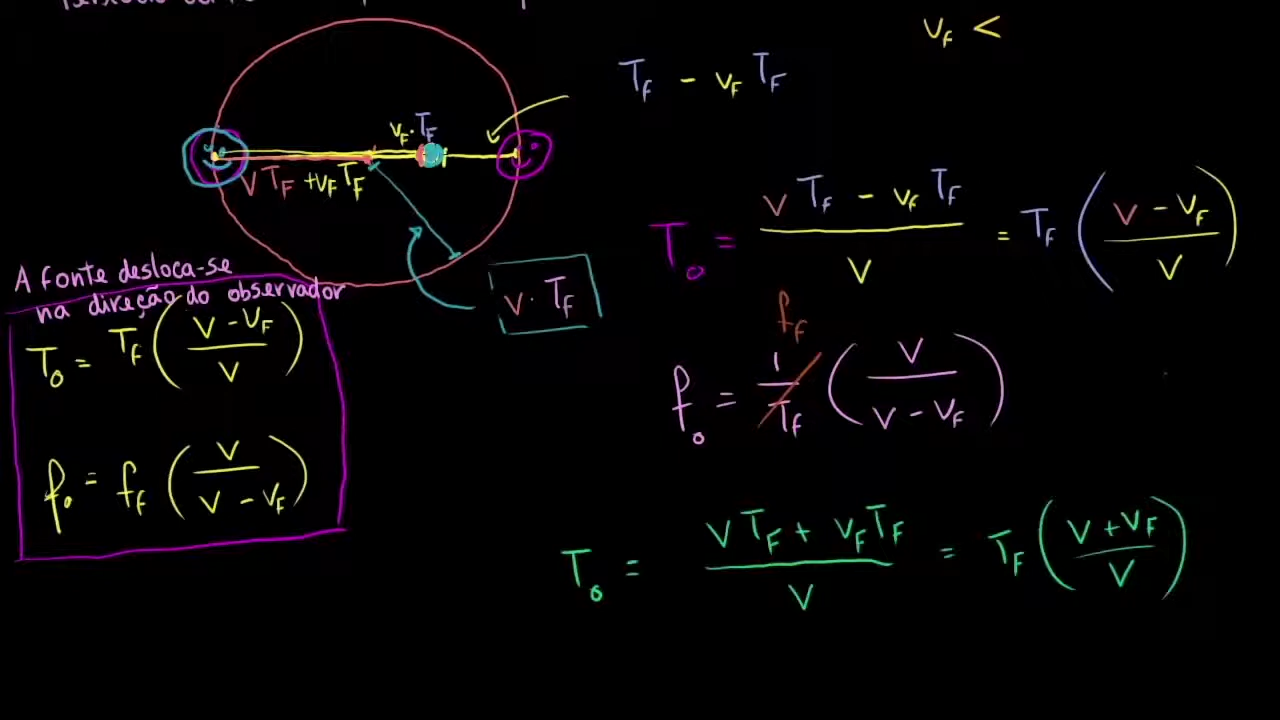 v_F <
T_F - v_F T_F
v_F · T_F
V T_F + v_F T_F
T_o = (V T_F - v_F T_F) / V = T_F ((V - v_F) / V)
A fonte desloca-se
na direção do observador
V · T_F
T_o = T_F ((V - v_F) / V)
f_F
f_o = 1/T_F (V / (V - v_F))
f_o = f_F (V / (V - v_F))
T_o = (V T_F + v_F T_F) / V = T_F ((V + v_F) / V)